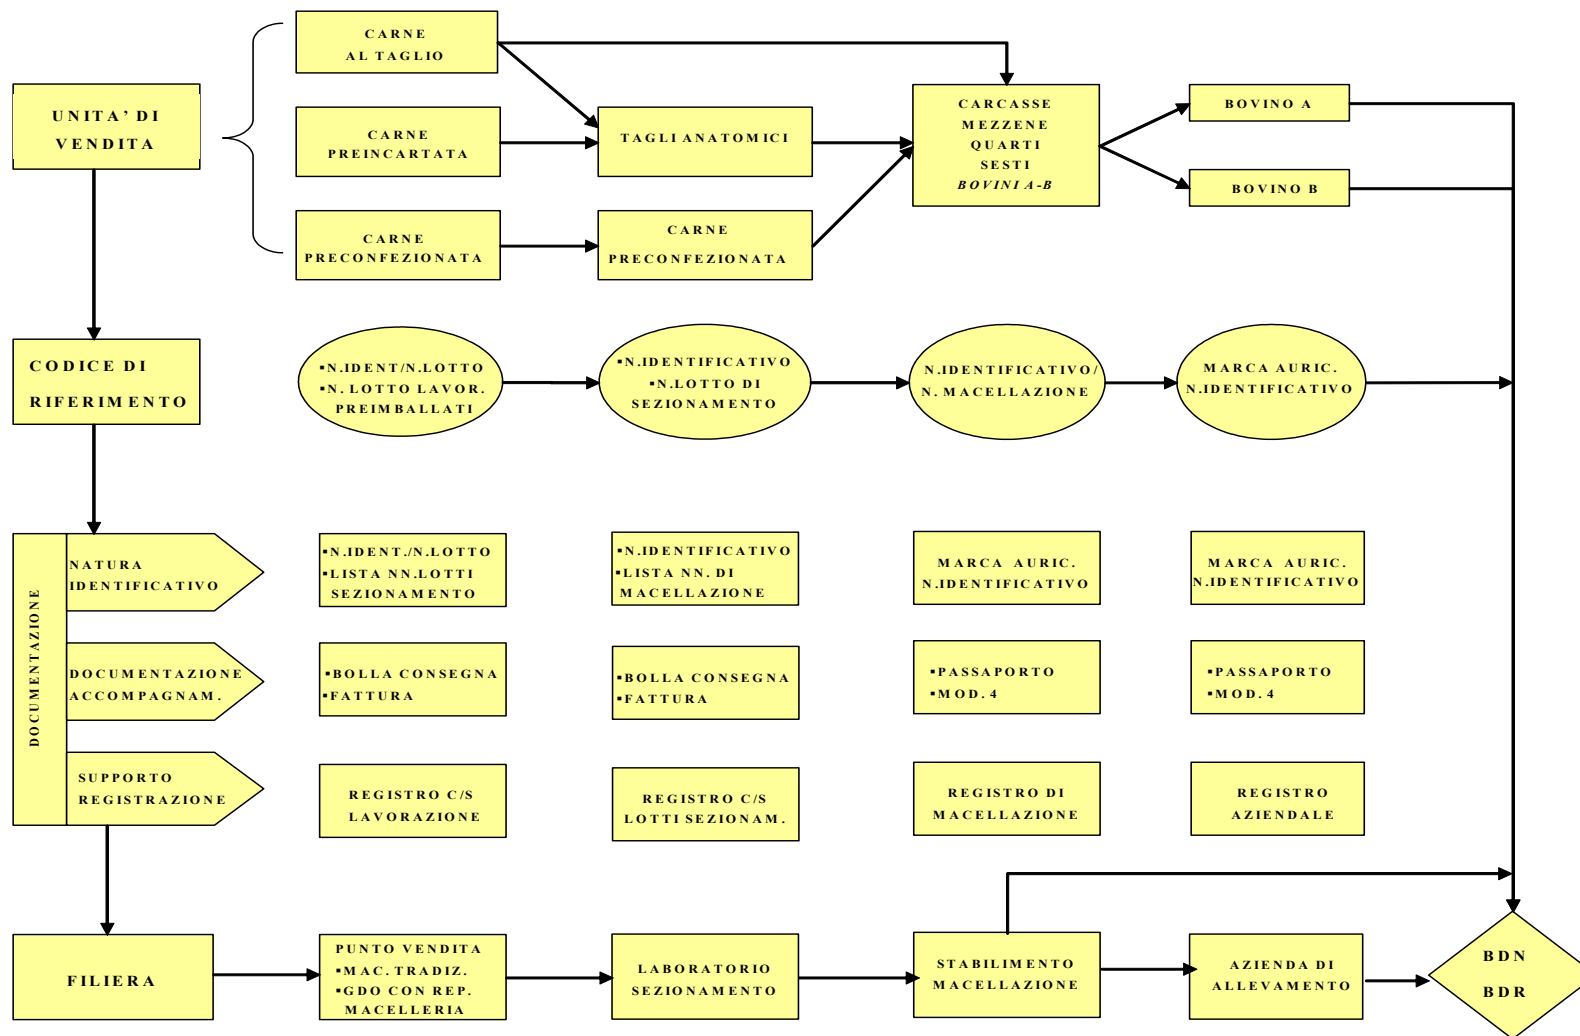 CARNE
AL TAGLIO
UNITA' DI
VENDITA
CARNE
PREINCARTATA
TAGLI ANATOMICI
CARCASSE
MEZZENE
QUARTI
SESTI
BOVINI A-B
BOVINO A
BOVINO B
CARNE
PRECONFEZIONATA
CARNE
PRECONFEZIONATA
CODICE DI
RIFERIMENTO
▪N.IDENT/N.LOTTO
▪N. LOTTO LAVOR.
PREIMBALLATI
▪N.IDENTIFICATIVO
▪N.LOTTO DI
SEZIONAMENTO
N.IDENTIFICATIVO/
N. MACELLAZIONE
MARCA AURIC.
N.IDENTIFICATIVO
DOCUMENTAZIONE
NATURA
IDENTIFICATIVO
▪N.IDENT./N.LOTTO
▪LISTA NN.LOTTI
SEZIONAMENTO
▪N.IDENTIFICATIVO
▪LISTA NN. DI
MACELLAZIONE
MARCA AURIC.
N.IDENTIFICATIVO
MARCA AURIC.
N.IDENTIFICATIVO
DOCUMENTAZIONE
ACCOMPAGNAM.
▪BOLLA CONSEGNA
▪FATTURA
▪BOLLA CONSEGNA
▪FATTURA
▪PASSAPORTO
▪MOD. 4
▪PASSAPORTO
▪MOD. 4
SUPPORTO
REGISTRAZIONE
REGISTRO C/S
LAVORAZIONE
REGISTRO C/S
LOTTI SEZIONAM.
REGISTRO DI
MACELLAZIONE
REGISTRO
AZIENDALE
FILIERA
PUNTO VENDITA
▪MAC. TRADIZ.
▪GDO CON REP.
MACELLERIA
LABORATORIO
SEZIONAMENTO
STABILIMENTO
MACELLAZIONE
AZIENDA DI
ALLEVAMENTO
BDN
BDR